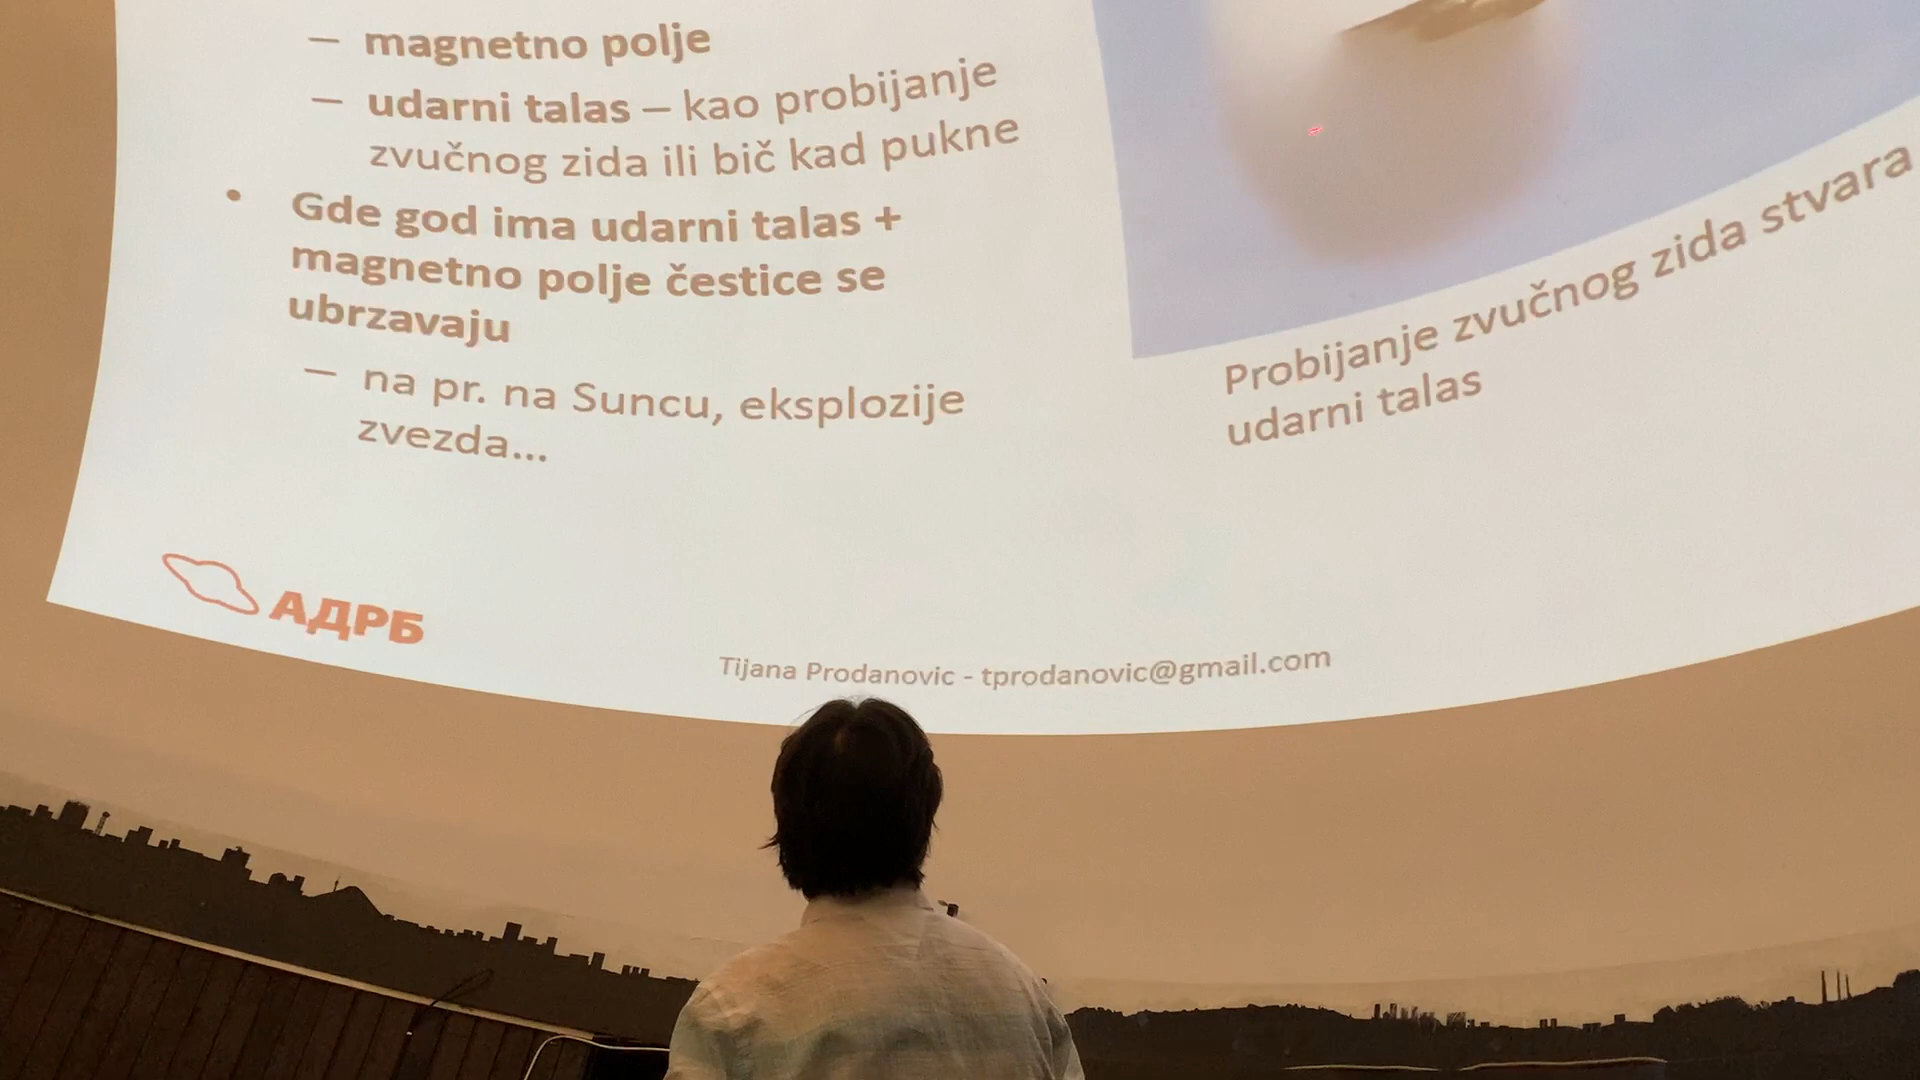 — magnetno polje
— udarni talas – kao probijanje
zvučnog zida ili bič kad pukne
• Gde god ima udarni talas +
magnetno polje čestice se
ubrzavaju
— na pr. na Suncu, eksplozije
zvezda...
Probijanje zvučnog zida stvara
udarni talas
АДРБ
Tijana Prodanovic - tprodanovic@gmail.com